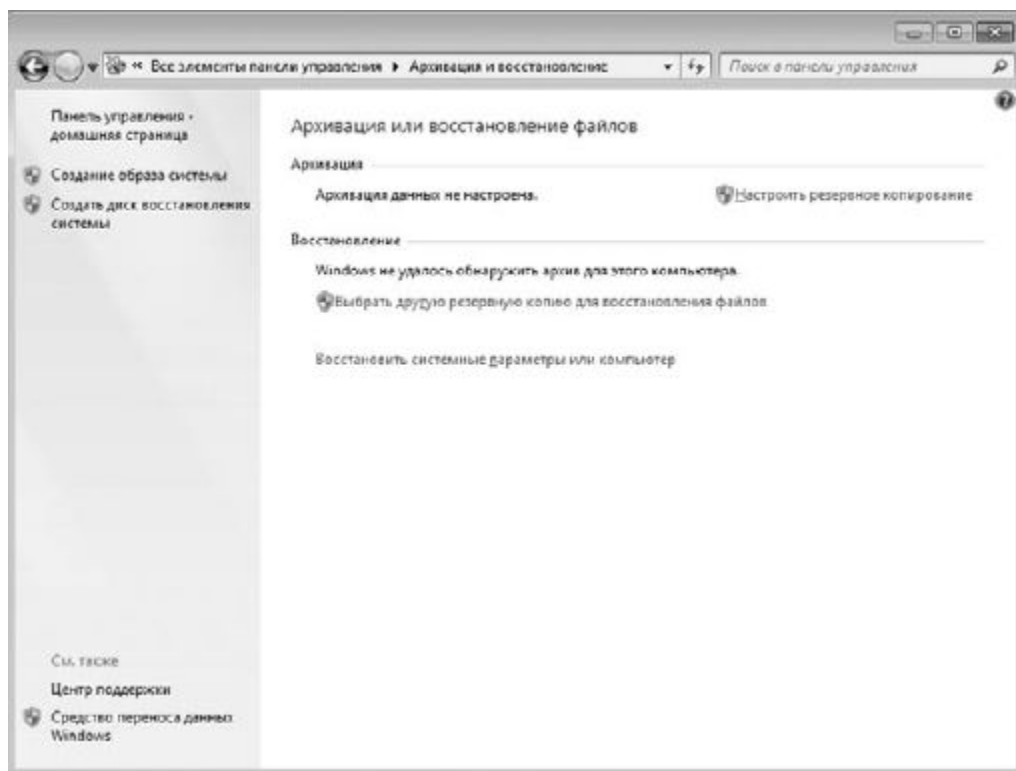 « Все элементы панели управления ▸ Архивация и восстановление
Поиск в панели управления
Панель управления -
домашняя страница
Создание образа системы
Создать диск восстановления
системы
Архивация или восстановление файлов
Архивация
Архивация данных не настроена.
Настроить резервное копирование
Восстановление
Windows не удалось обнаружить архив для этого компьютера.
Выбрать другую резервную копию для восстановления файлов
Восстановить системные параметры или компьютер
См. также
Центр поддержки
Средство переноса данных
Windows